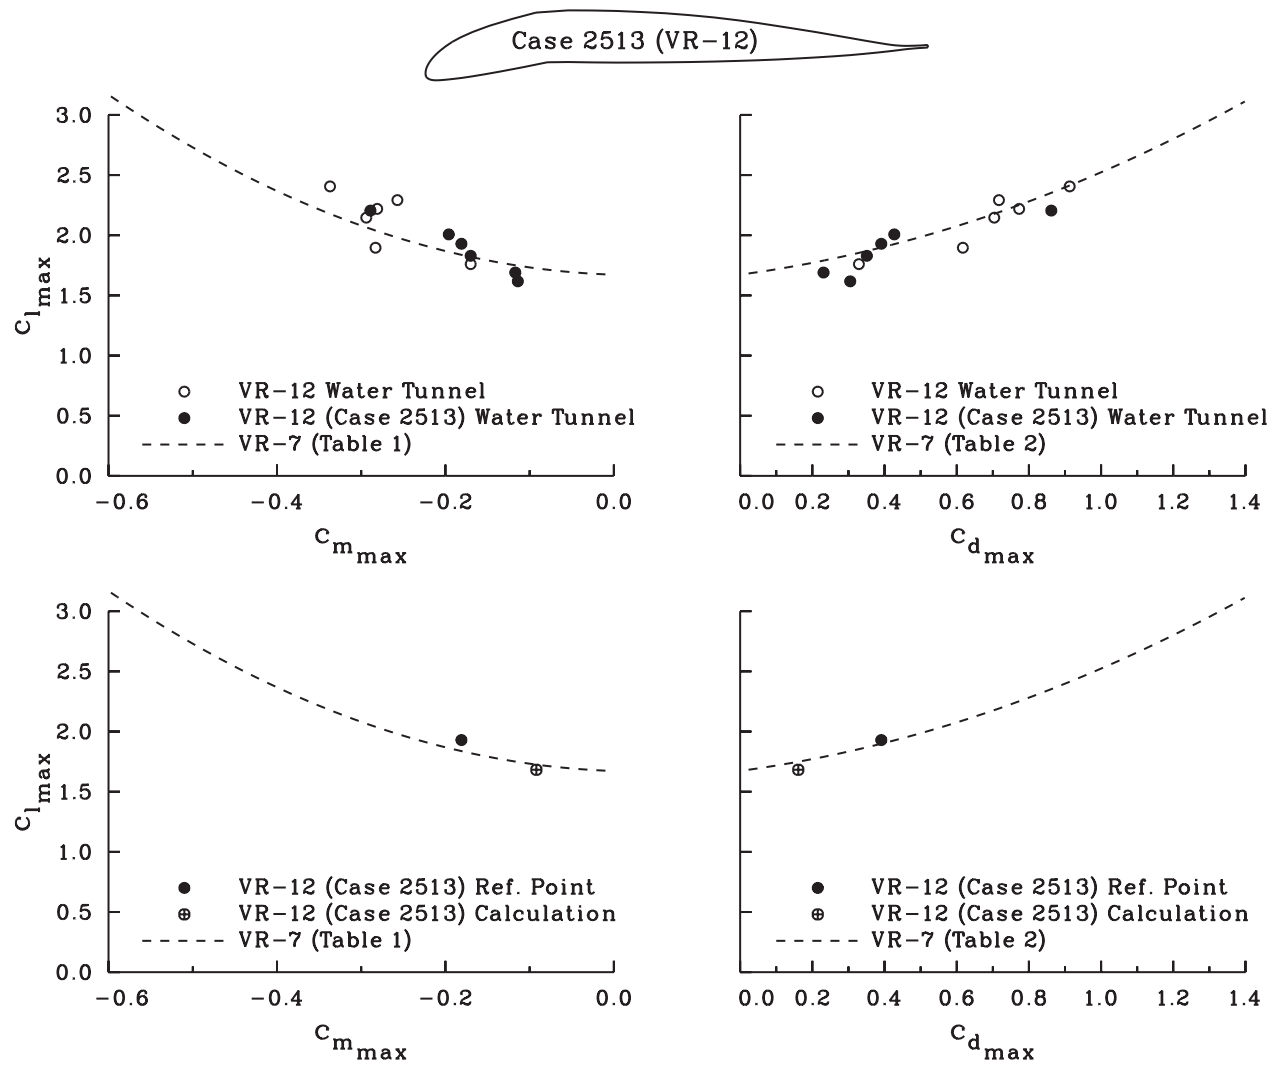 Case 2513 (VR-12)
3.0
2.5
2.0
1.5
1.0
0.5
0.0
c_l_max
VR-12 Water Tunnel
VR-12 (Case 2513) Water Tunnel
VR-7 (Table 1)
-0.6 -0.4 -0.2 0.0
c_m_max
VR-12 Water Tunnel
VR-12 (Case 2513) Water Tunnel
VR-7 (Table 2)
0.0 0.2 0.4 0.6 0.8 1.0 1.2 1.4
c_d_max
3.0
2.5
2.0
1.5
1.0
0.5
0.0
c_l_max
VR-12 (Case 2513) Ref. Point
VR-12 (Case 2513) Calculation
VR-7 (Table 1)
-0.6 -0.4 -0.2 0.0
c_m_max
VR-12 (Case 2513) Ref. Point
VR-12 (Case 2513) Calculation
VR-7 (Table 2)
0.0 0.2 0.4 0.6 0.8 1.0 1.2 1.4
c_d_max